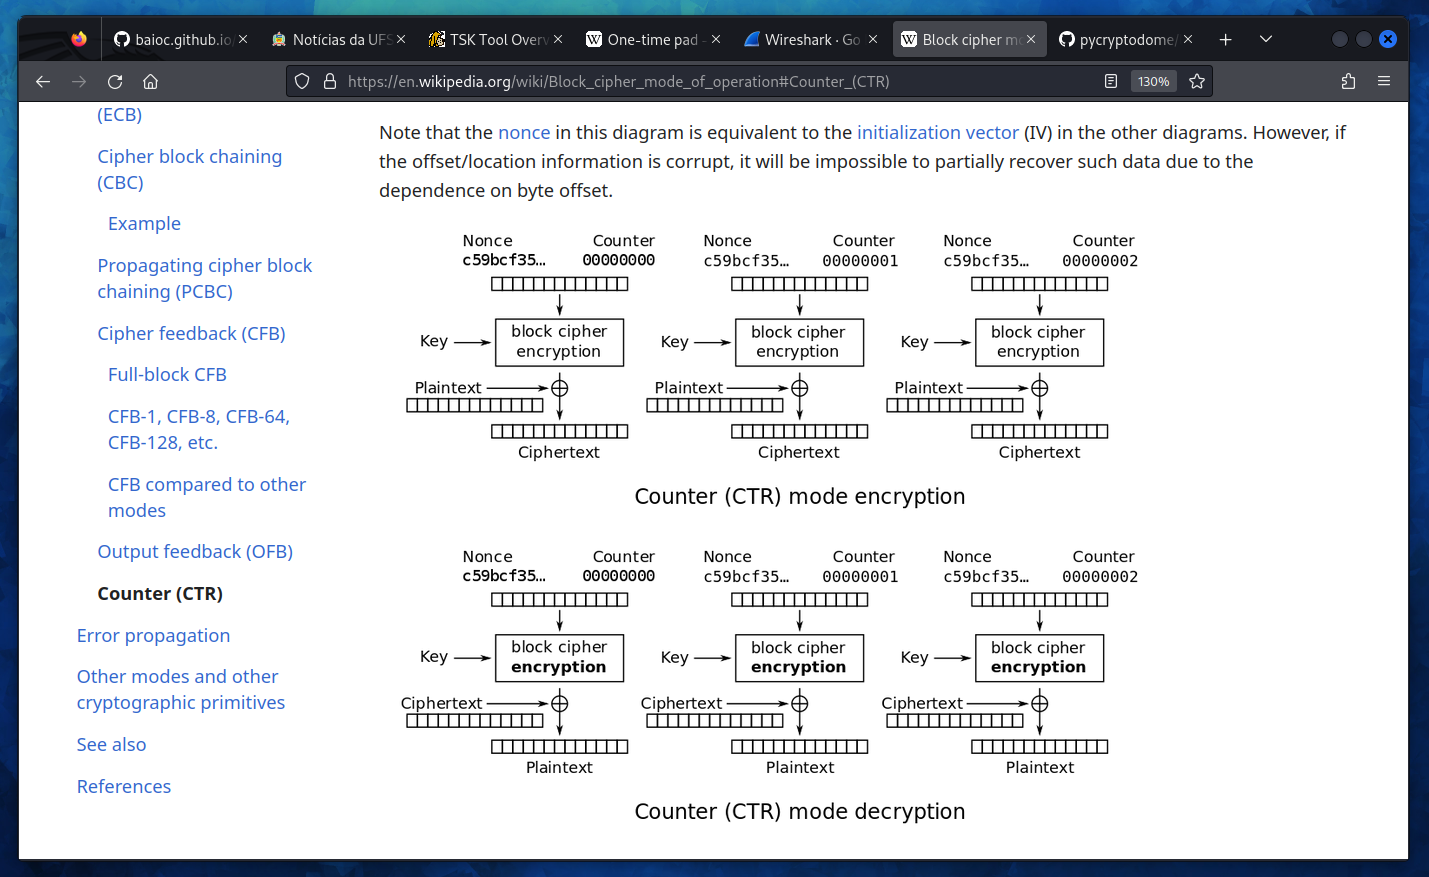 baioc.github.io/
Notícias da UFS
TSK Tool Overv
One-time pad -
Wireshark · Go
Block cipher mo
pycryptodome/
https://en.wikipedia.org/wiki/Block_cipher_mode_of_operation#Counter_(CTR)
130%
(ECB)
Cipher block chaining
(CBC)
Example
Propagating cipher block
chaining (PCBC)
Cipher feedback (CFB)
Full-block CFB
CFB-1, CFB-8, CFB-64,
CFB-128, etc.
CFB compared to other
modes
Output feedback (OFB)
Counter (CTR)
Error propagation
Other modes and other
cryptographic primitives
See also
References
Note that the nonce in this diagram is equivalent to the initialization vector (IV) in the other diagrams. However, if
the offset/location information is corrupt, it will be impossible to partially recover such data due to the
dependence on byte offset.
Nonce Counter Nonce Counter Nonce Counter
c59bcf35… 00000000 c59bcf35… 00000001 c59bcf35… 00000002
block cipher block cipher block cipher
Key Key Key
encryption encryption encryption
Plaintext Plaintext Plaintext
Ciphertext Ciphertext Ciphertext
Counter (CTR) mode encryption
Nonce Counter Nonce Counter Nonce Counter
c59bcf35… 00000000 c59bcf35… 00000001 c59bcf35… 00000002
block cipher block cipher block cipher
Key Key Key
encryption encryption encryption
Ciphertext Ciphertext Ciphertext
Plaintext Plaintext Plaintext
Counter (CTR) mode decryption